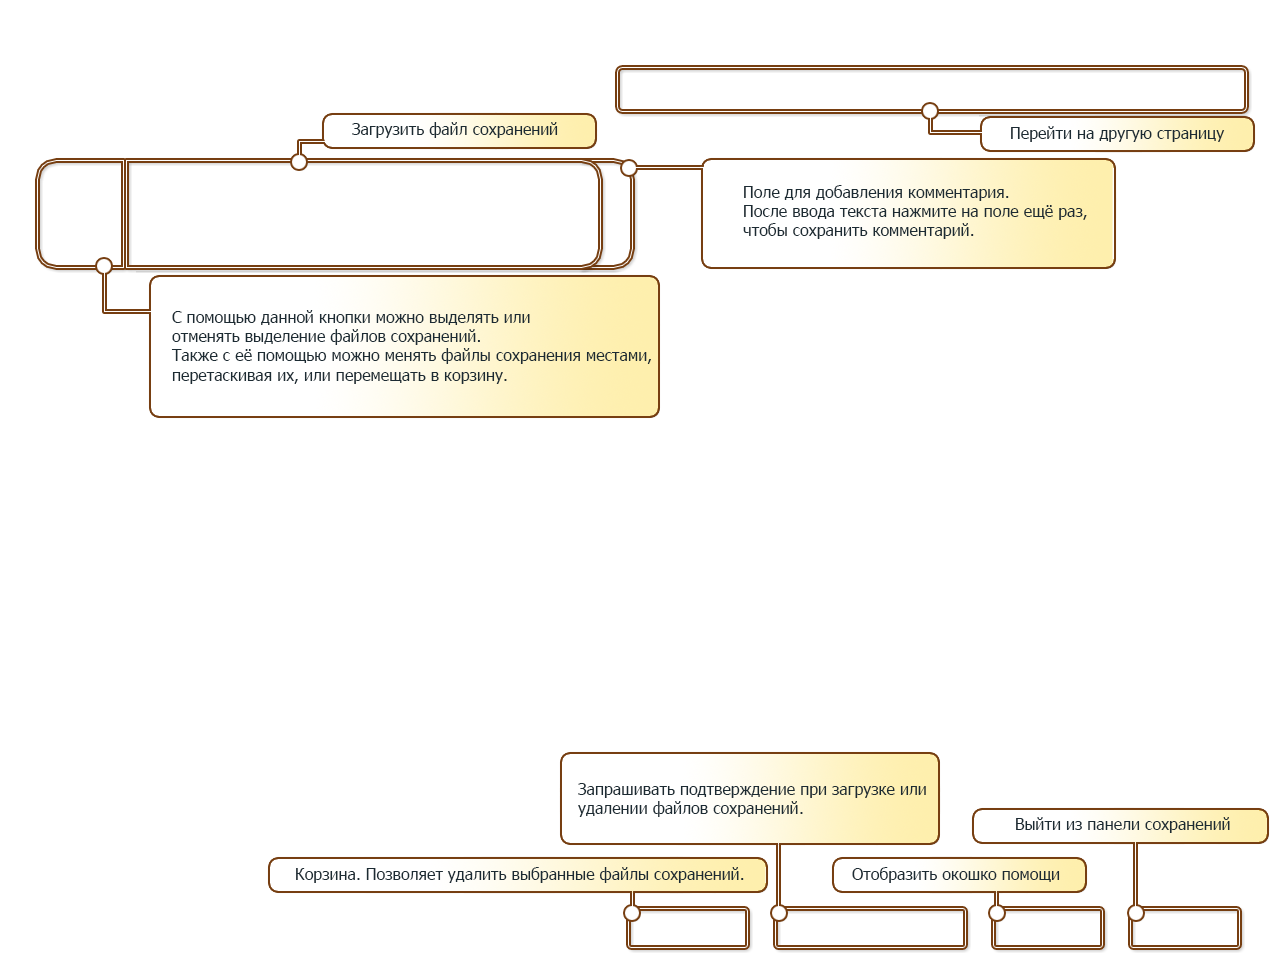 Загрузить файл сохранений
Перейти на другую страницу
Поле для добавления комментария.
После ввода текста нажмите на поле ещё раз,
чтобы сохранить комментарий.
С помощью данной кнопки можно выделять или
отменять выделение файлов сохранений.
Также с её помощью можно менять файлы сохранения местами,
перетаскивая их, или перемещать в корзину.
Запрашивать подтверждение при загрузке или
удалении файлов сохранений.
Выйти из панели сохранений
Корзина. Позволяет удалить выбранные файлы сохранений.
Отобразить окошко помощи